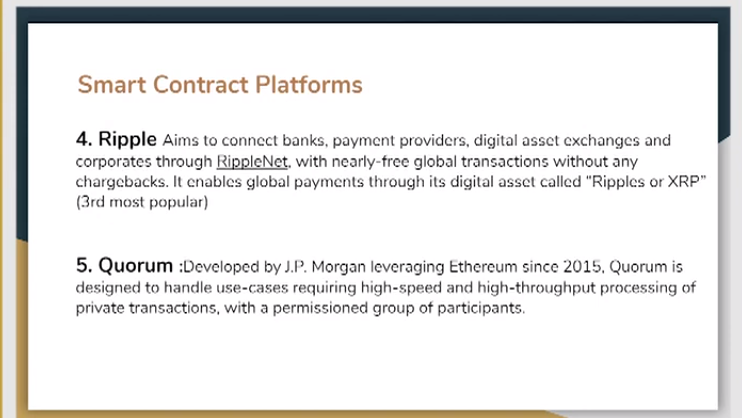 Smart Contract Platforms
4. Ripple Aims to connect banks, payment providers, digital asset exchanges and
corporates through RippleNet, with nearly-free global transactions without any
chargebacks. It enables global payments through its digital asset called “Ripples or XRP”
(3rd most popular)
5. Quorum :Developed by J.P. Morgan leveraging Ethereum since 2015, Quorum is
designed to handle use-cases requiring high-speed and high-throughput processing of
private transactions, with a permissioned group of participants.